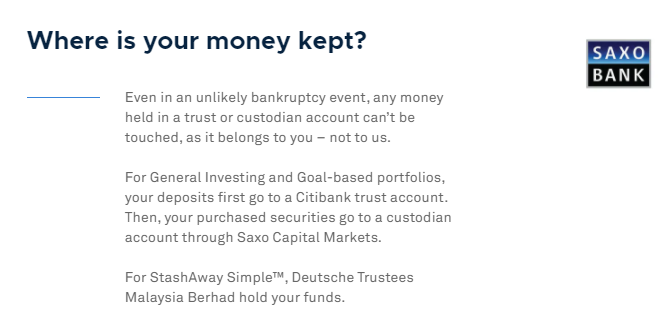 Where is your money kept?
SAXO
BANK
Even in an unlikely bankruptcy event, any money
held in a trust or custodian account can't be
touched, as it belongs to you – not to us.
For General Investing and Goal-based portfolios,
your deposits first go to a Citibank trust account.
Then, your purchased securities go to a custodian
account through Saxo Capital Markets.
For StashAway Simple™, Deutsche Trustees
Malaysia Berhad hold your funds.